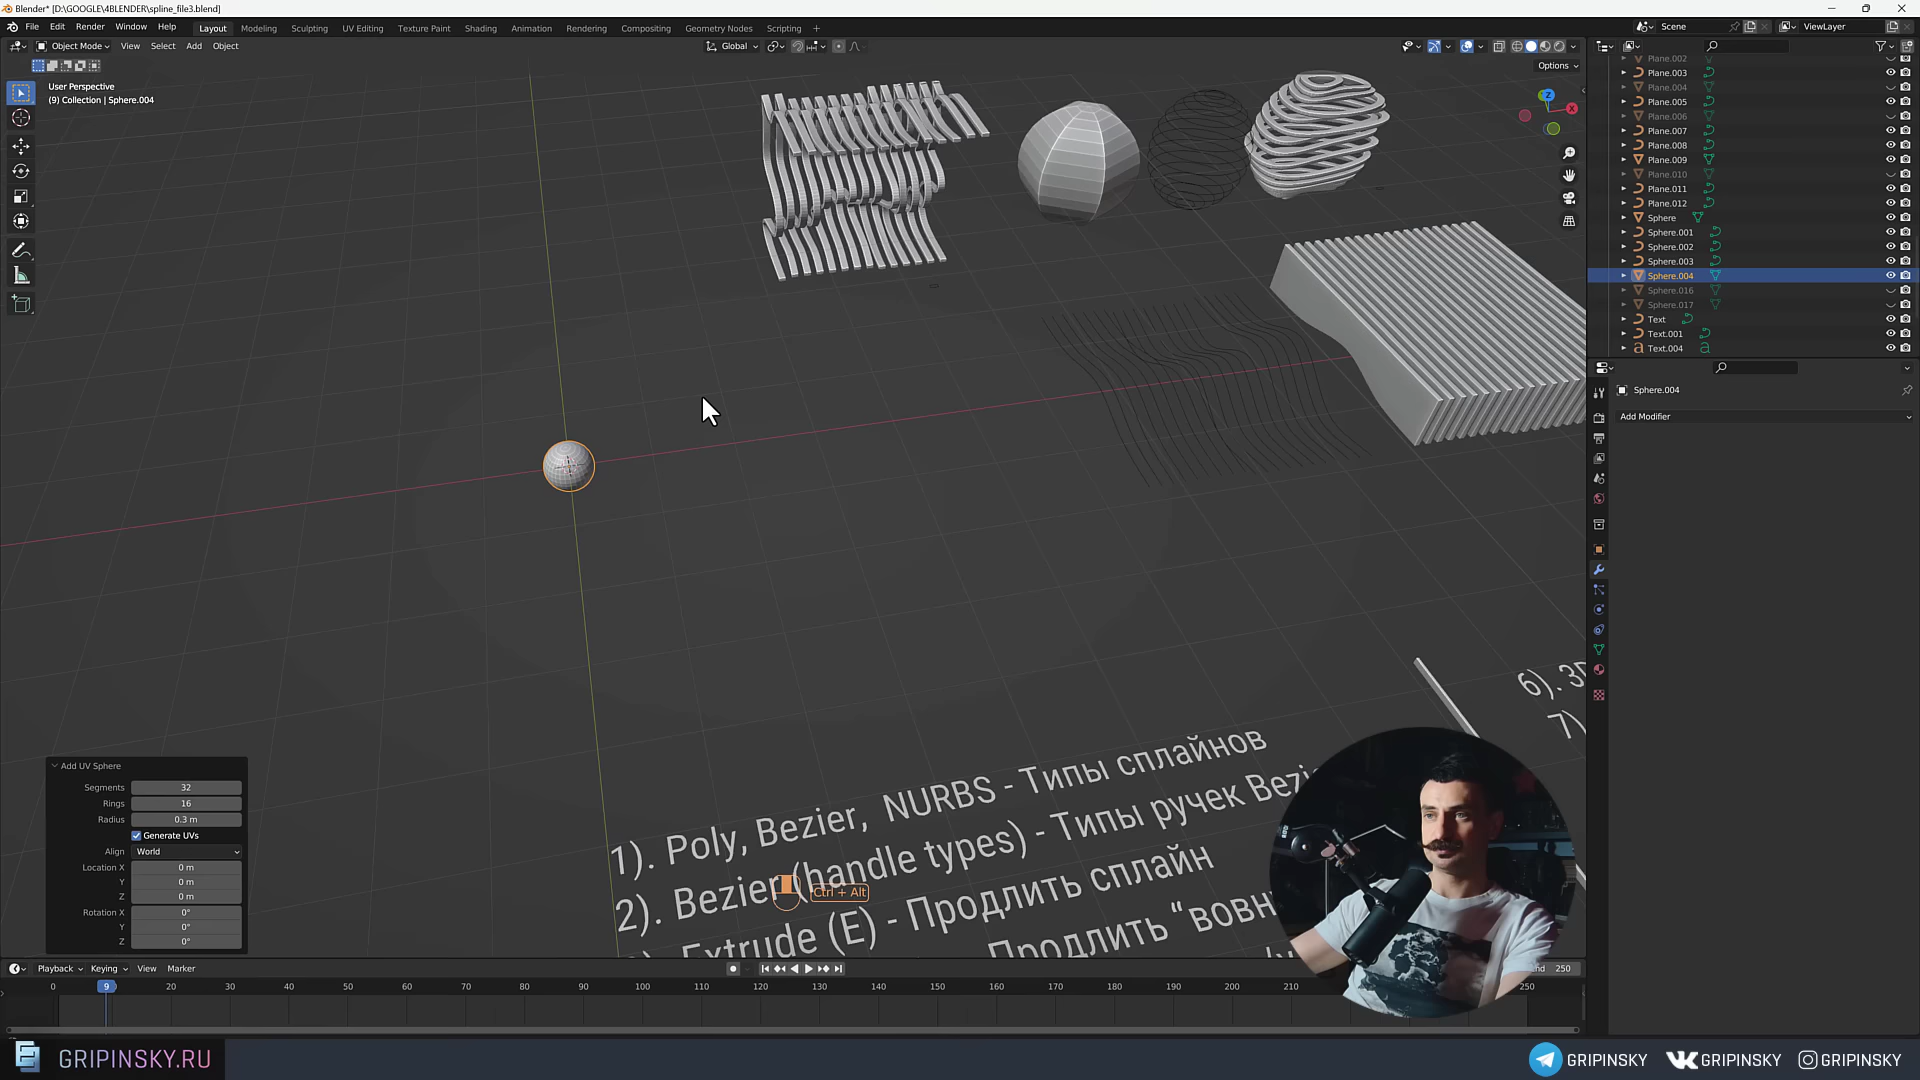 Blender* [D:\GOOGLE\4BLENDER\spline_file3.blend]
File Edit Render Window Help
Layout Modeling Sculpting UV Editing Texture Paint Shading Animation Rendering Compositing Geometry Nodes Scripting +
Scene
ViewLayer
Object Mode View Select Add Object
Global
Options
User Perspective
(9) Collection | Sphere.004
Z
X
Plane.002
Plane.003
Plane.004
Plane.005
Plane.006
Plane.007
Plane.008
Plane.009
Plane.010
Plane.011
Plane.012
Sphere
Sphere.001
Sphere.002
Sphere.003
Sphere.004
Sphere.016
Sphere.017
Text
Text.001
Text.004
a
Sphere.004
Add Modifier
Add UV Sphere
Segments 32
Rings 16
Radius 0.3 m
Generate UVs
Align World
Location X 0 m
Y 0 m
Z 0 m
Rotation X 0°
Y 0°
Z 0°
1). Poly, Bezier, NURBS - Типы сплайнов
2). Bezier (handle types) - Типы ручек
Extrude (E) - Продлить сплайн
Продлить
6).
7)
Ctrl + Alt
Playback Keying View Marker
250
0 9 20 30 40 50 60 70 80 90 100 110 120 130 140 150 160 170 180 190 200 210 250
GRIPINSKY.RU
GRIPINSKY GRIPINSKY GRIPINSKY